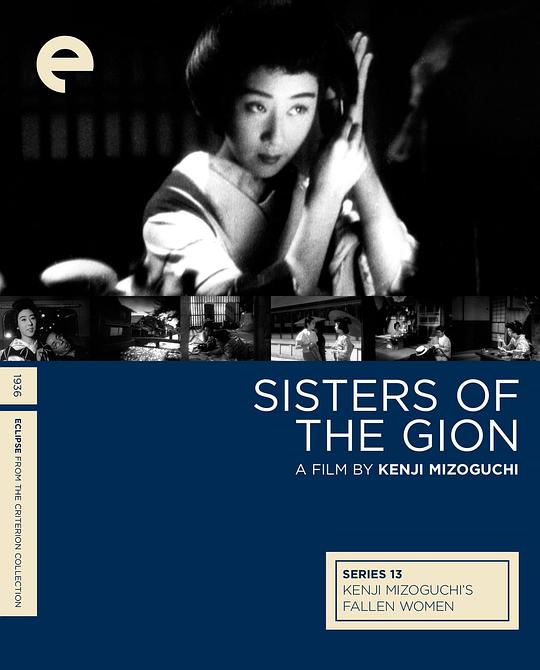 e
SISTERS OF
THE GION
A FILM BY KENJI MIZOGUCHI
1936
ECLIPSE FROM THE CRITERION COLLECTION
SERIES 13
KENJI MIZOGUCHI'S
FALLEN WOMEN